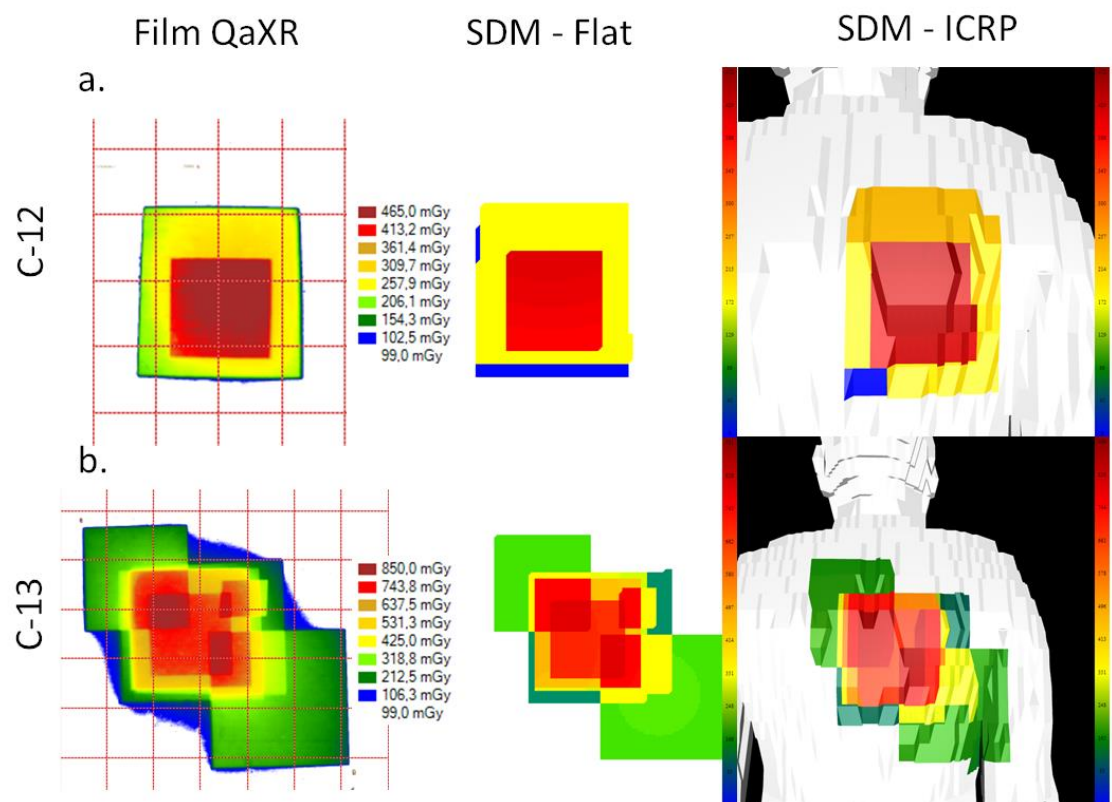 Film QaXR
SDM - Flat
SDM - ICRP
a.
C-12
465,0 mGy
413,2 mGy
361,4 mGy
309,7 mGy
257,9 mGy
206,1 mGy
154,3 mGy
102,5 mGy
99,0 mGy
b.
C-13
850,0 mGy
743,8 mGy
637,5 mGy
531,3 mGy
425,0 mGy
318,8 mGy
212,5 mGy
106,3 mGy
99,0 mGy